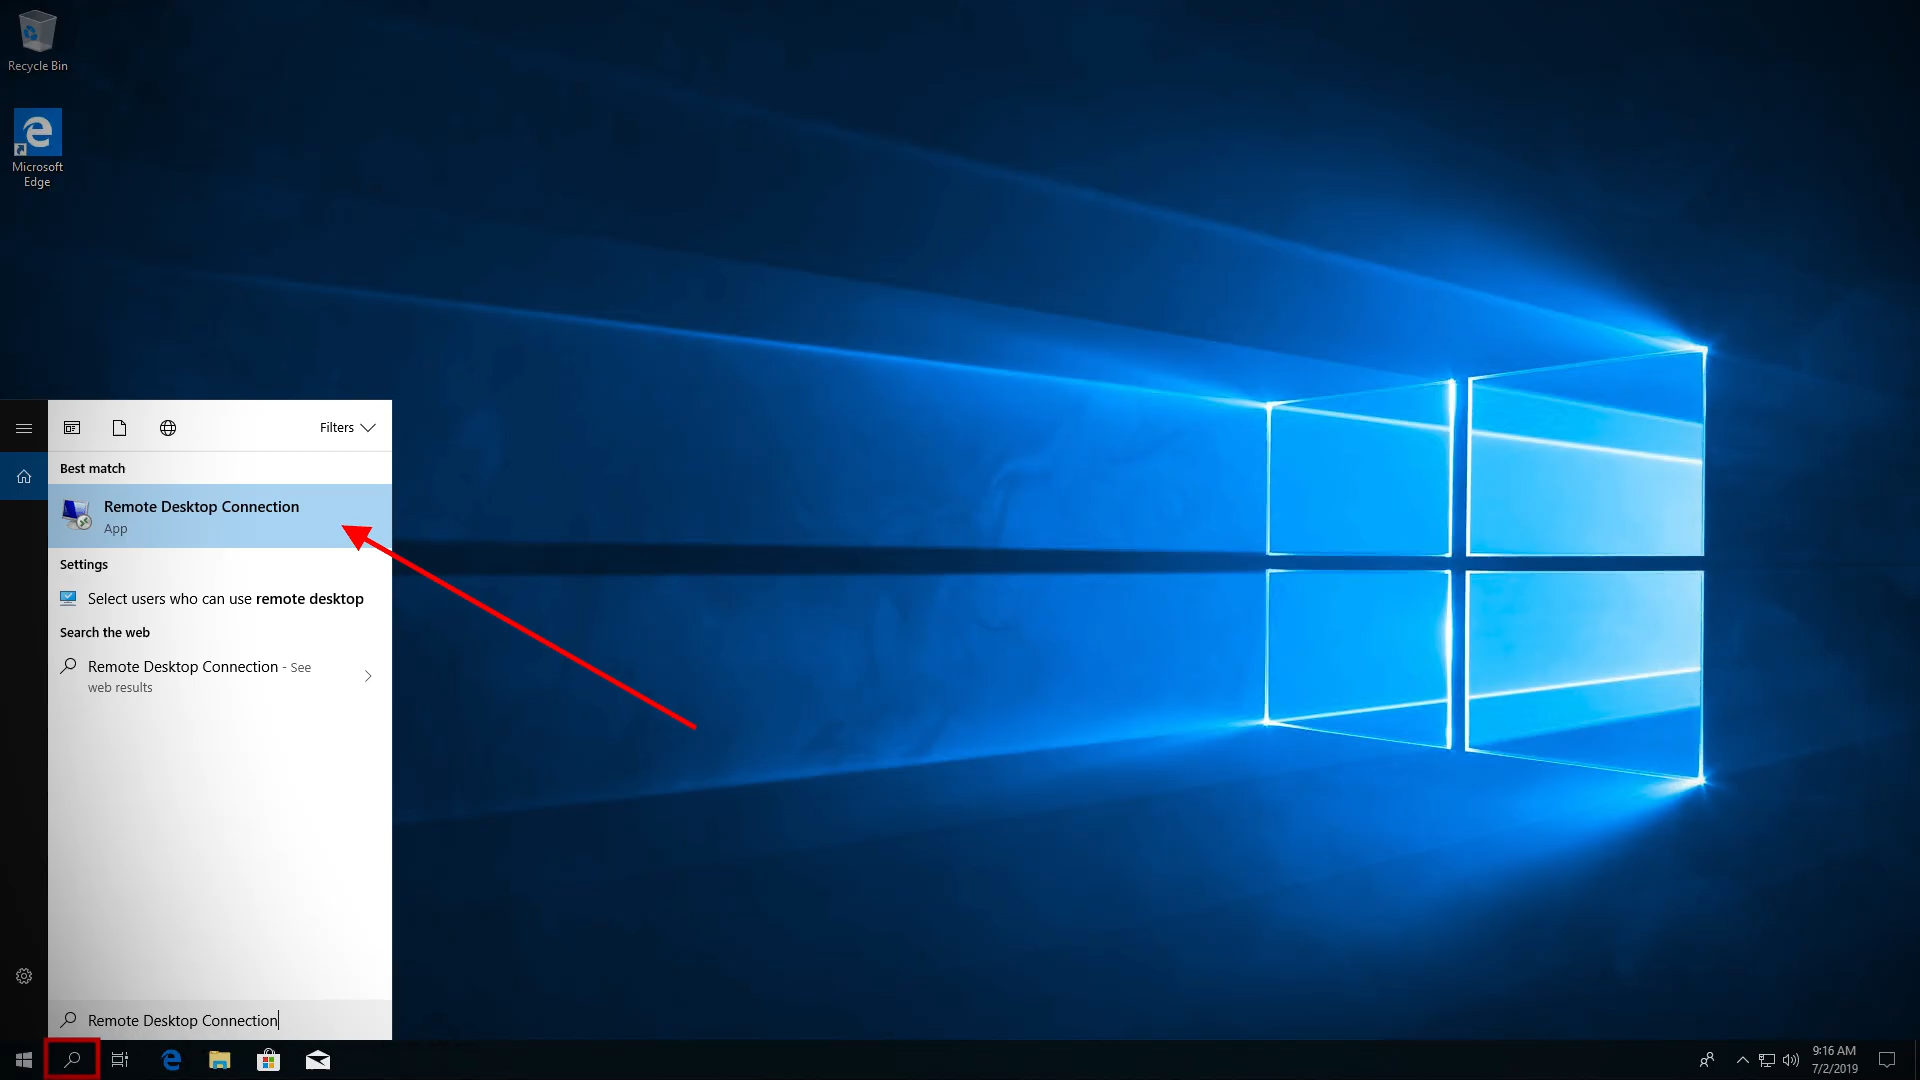 Recycle Bin
Microsoft
Edge
Filters
Best match
Remote Desktop Connection
App
Settings
Select users who can use remote desktop
Search the web
Remote Desktop Connection - See
web results
Remote Desktop Connection
9:16 AM
7/2/2019